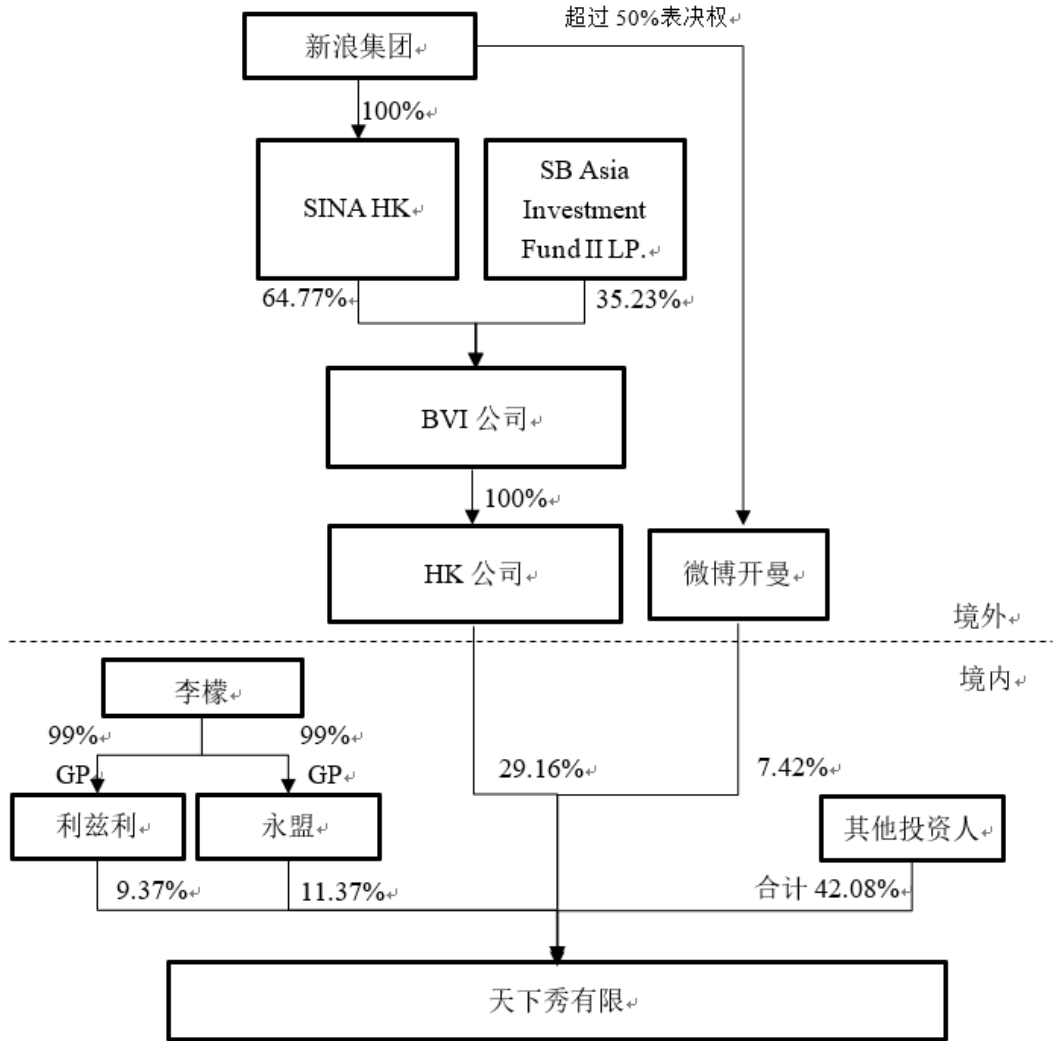 超过 50%表决权
新浪集团
100%
SINA HK
SB Asia
Investment
Fund II LP.
64.77%
35.23%
BVI 公司
100%
HK 公司
微博开曼
境外
境内
李檬
99%
99%
GP
GP
29.16%
7.42%
利兹利
永盟
其他投资人
9.37%
11.37%
合计 42.08%
天下秀有限